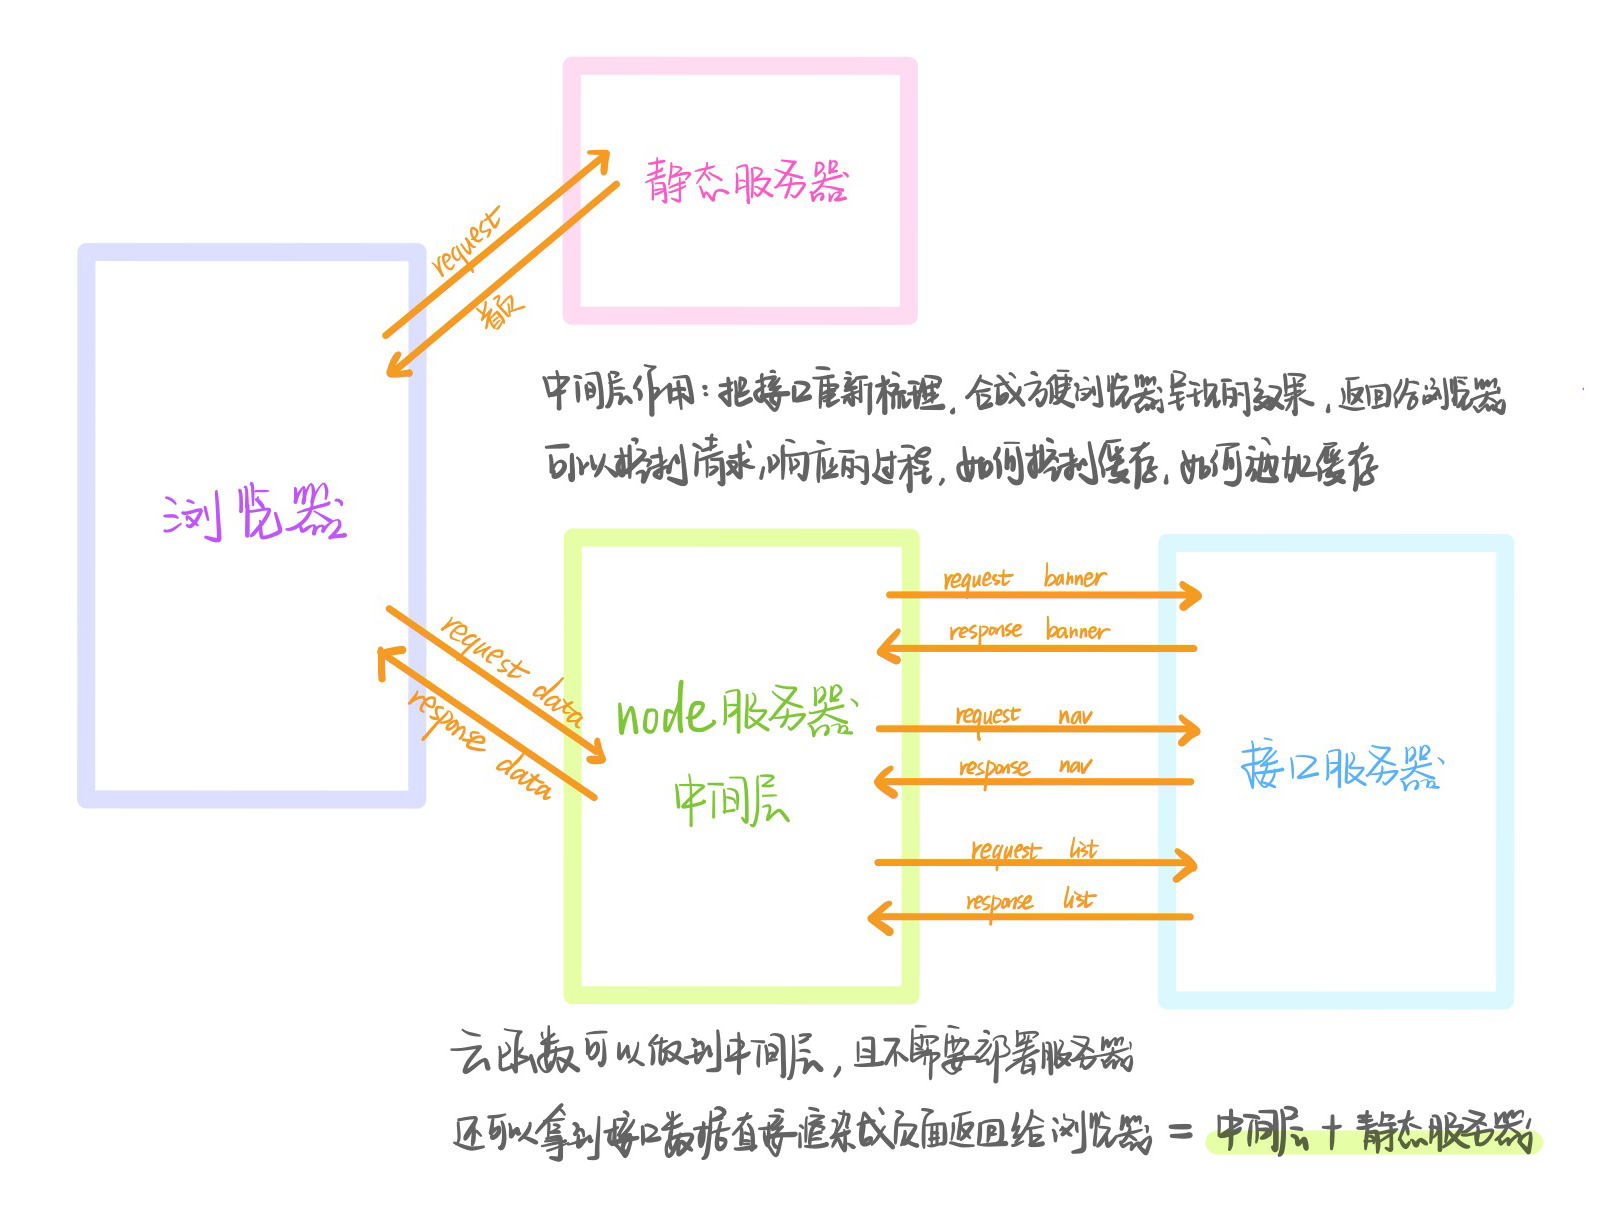 静态服务器
request
首页
浏览器
中间层作用：把接口重新梳理，合成方便浏览器导航的效果，返回给浏览器
可以控制请求，响应的过程，如何控制缓存，如何添加缓存
request data
response data
node服务器
中间层
request banner
response banner
request nav
response nav
request list
response list
接口服务器
云函数可以做到中间层，且不需要部署服务器
还可以拿到接口数据直接渲染成页面返回给浏览器 = 中间层 + 静态服务器